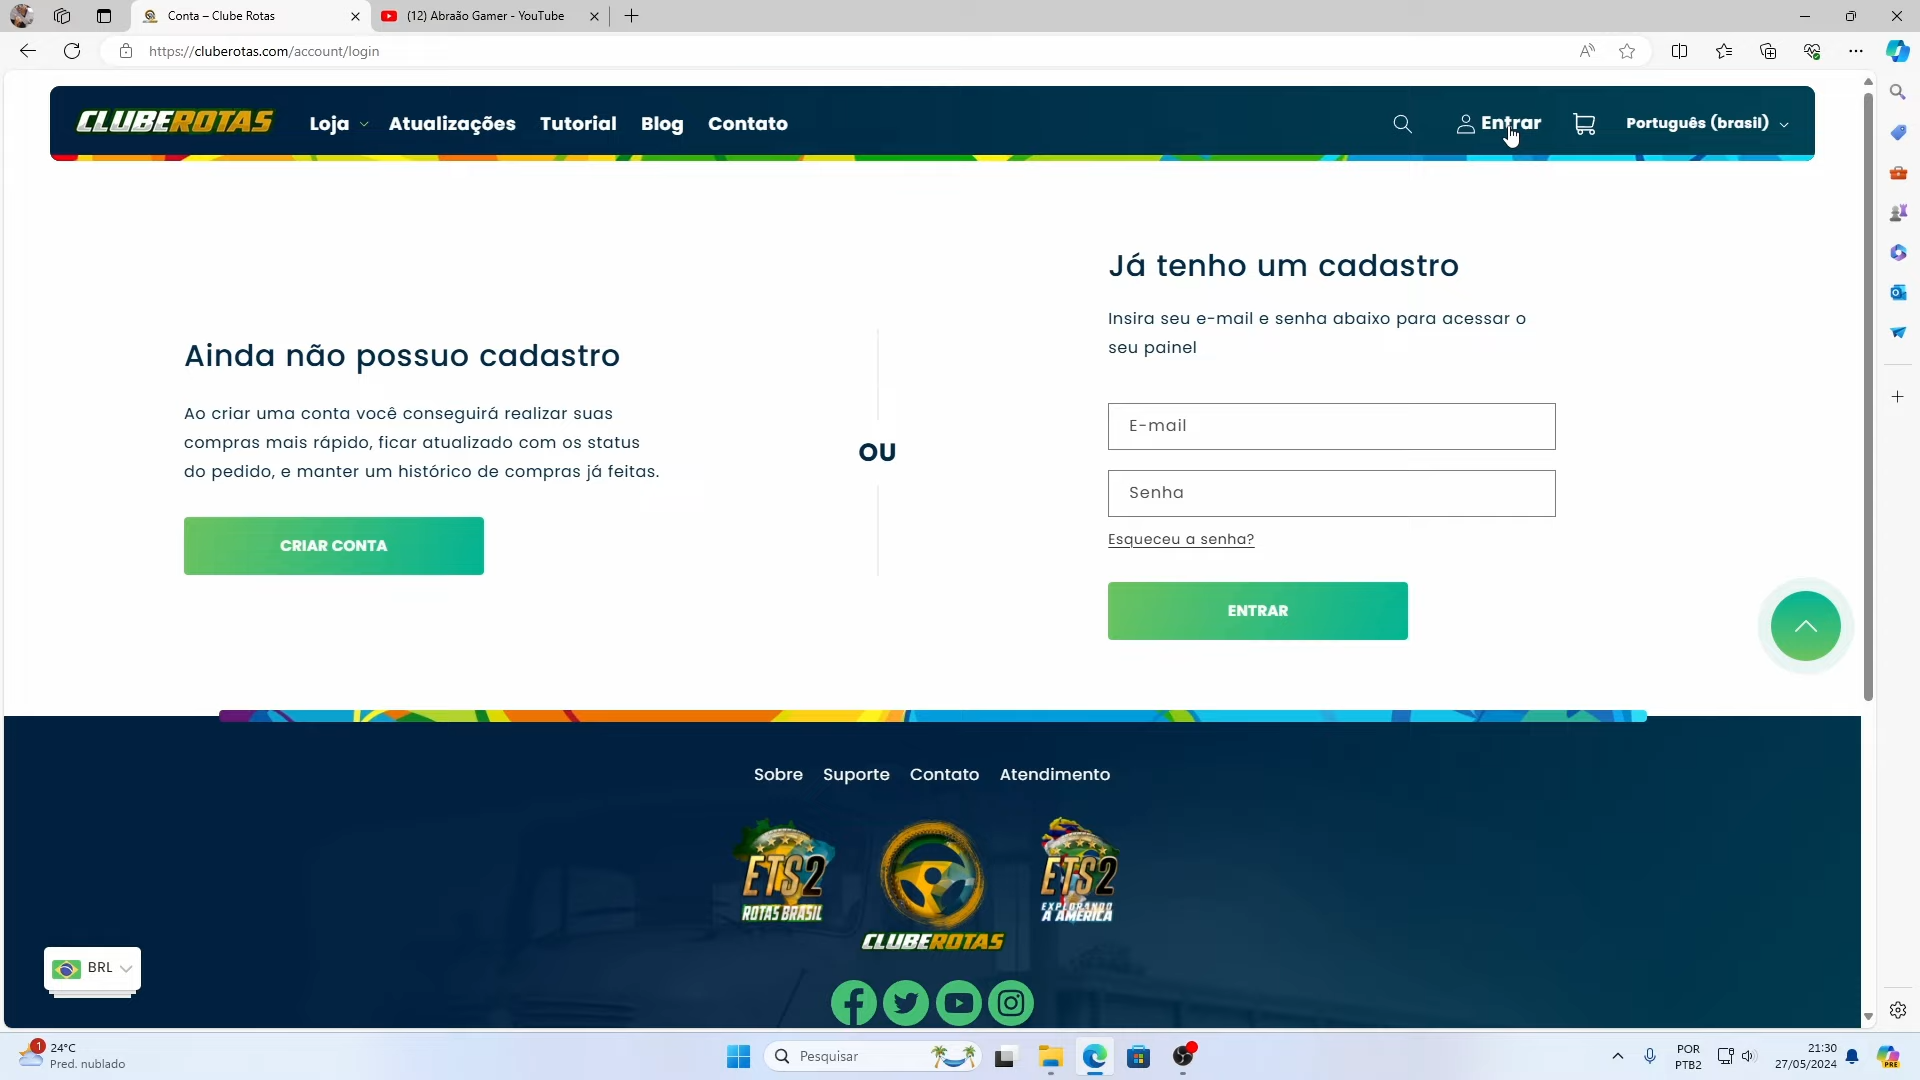 Conta – Clube Rotas
(12) Abraão Gamer - YouTube
https://cluberotas.com/account/login
CLUBEROTAS
Loja
Atualizações
Tutorial
Blog
Contato
Entrar
Português (brasil)
Ainda não possuo cadastro
Ao criar uma conta você conseguirá realizar suas
compras mais rápido, ficar atualizado com os status
do pedido, e manter um histórico de compras já feitas.
CRIAR CONTA
OU
Já tenho um cadastro
Insira seu e-mail e senha abaixo para acessar o
seu painel
E-mail
Senha
Esqueceu a senha?
ENTRAR
Sobre
Suporte
Contato
Atendimento
ETS2
ROTAS BRASIL
CLUBEROTAS
ETS2
EXPLORANDO
A AMÉRICA
BRL
1
24°C
Pred. nublado
Pesquisar
POR
PTB2
21:30
27/05/2024
PRE